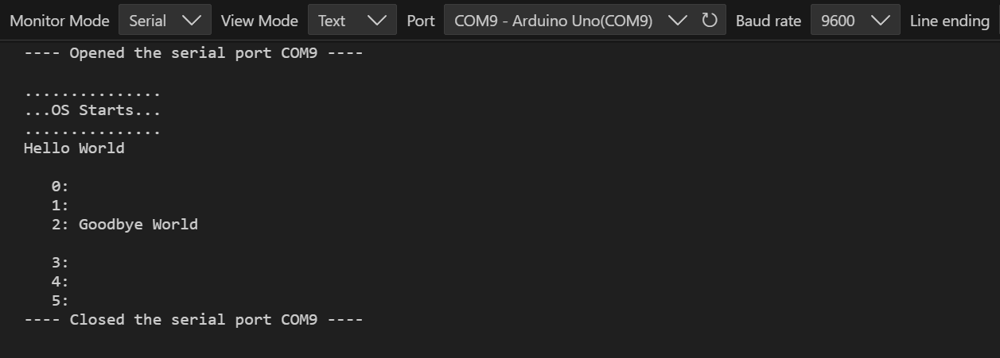 Monitor Mode Serial View Mode Text Port COM9 - Arduino Uno(COM9) Baud rate 9600 Line ending
---- Opened the serial port COM9 ----
...............
...OS Starts...
...............
Hello World
0:
1:
2: Goodbye World
3:
4:
5:
---- Closed the serial port COM9 ----